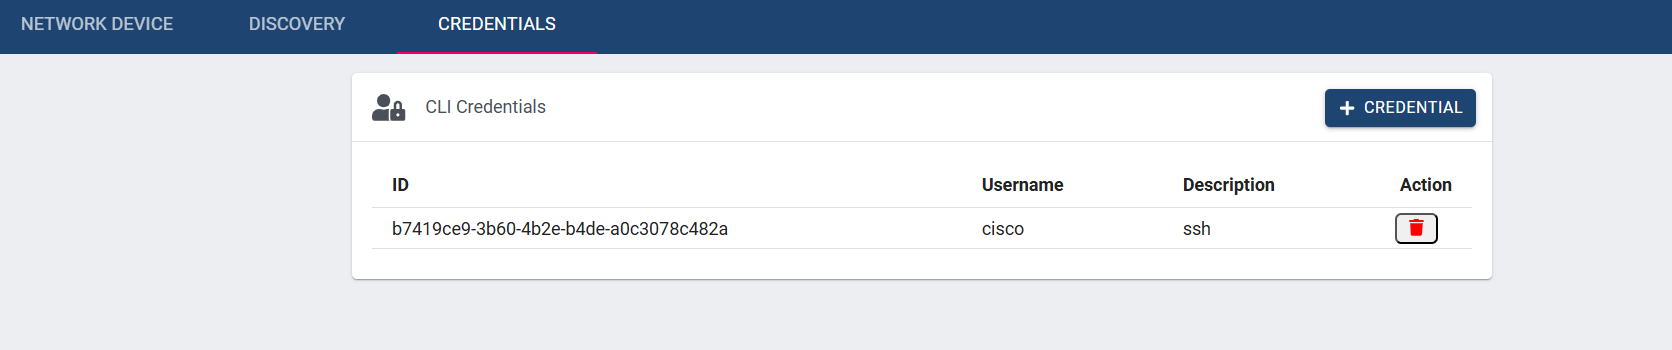 NETWORK DEVICE DISCOVERY CREDENTIALS
CLI Credentials CREDENTIAL
ID Username Description Action
b7419ce9-3b60-4b2e-b4de-a0c3078c482a cisco ssh